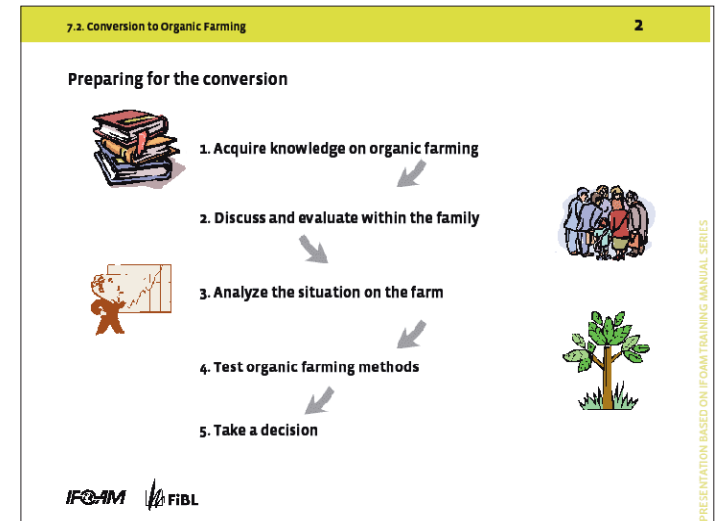 7.2. Conversion to Organic Farming 2
Preparing for the conversion
1. Acquire knowledge on organic farming
2. Discuss and evaluate within the family
3. Analyze the situation on the farm
4. Test organic farming methods
5. Take a decision
IFOAM FiBL
PRESENTATION BASED ON IFOAM TRAINING MANUAL SERIES